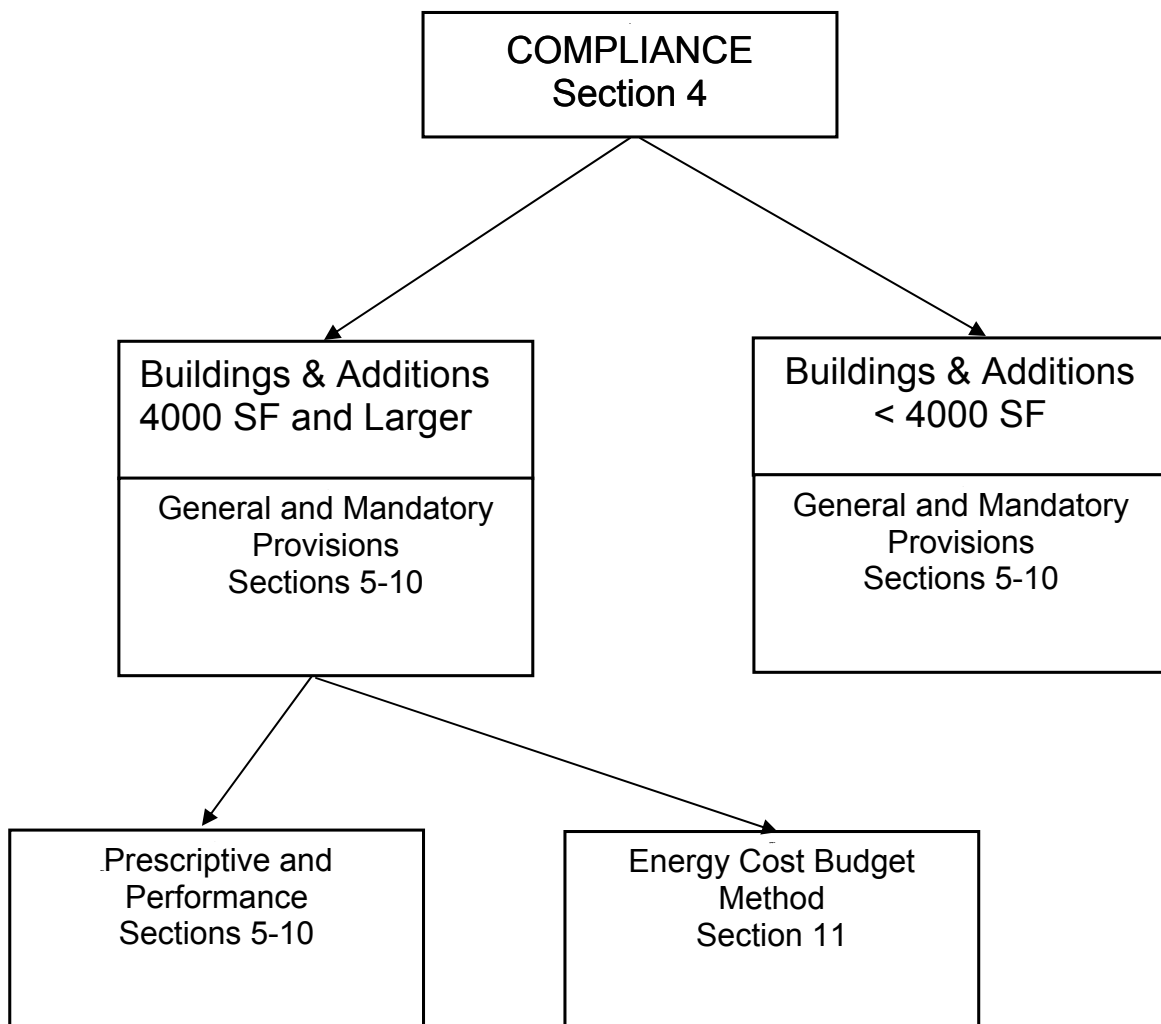 COMPLIANCE
Section 4
Buildings & Additions
4000 SF and Larger
General and Mandatory
Provisions
Sections 5-10
Buildings & Additions
< 4000 SF
General and Mandatory
Provisions
Sections 5-10
Prescriptive and
Performance
Sections 5-10
Energy Cost Budget
Method
Section 11